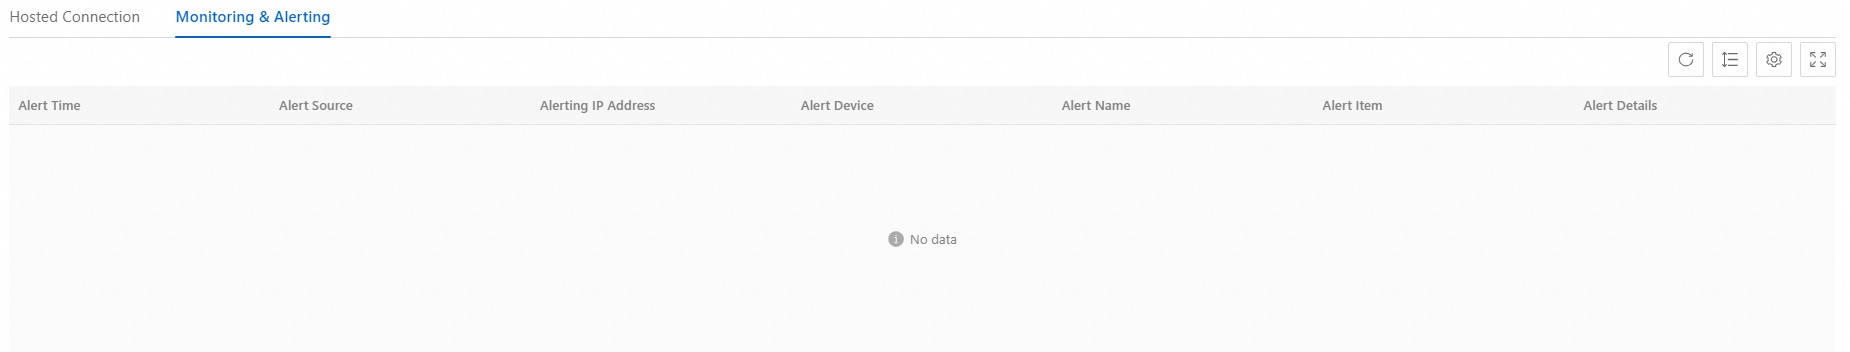 Hosted Connection Monitoring & Alerting
Alert Time Alert Source Alerting IP Address Alert Device Alert Name Alert Item Alert Details
No data